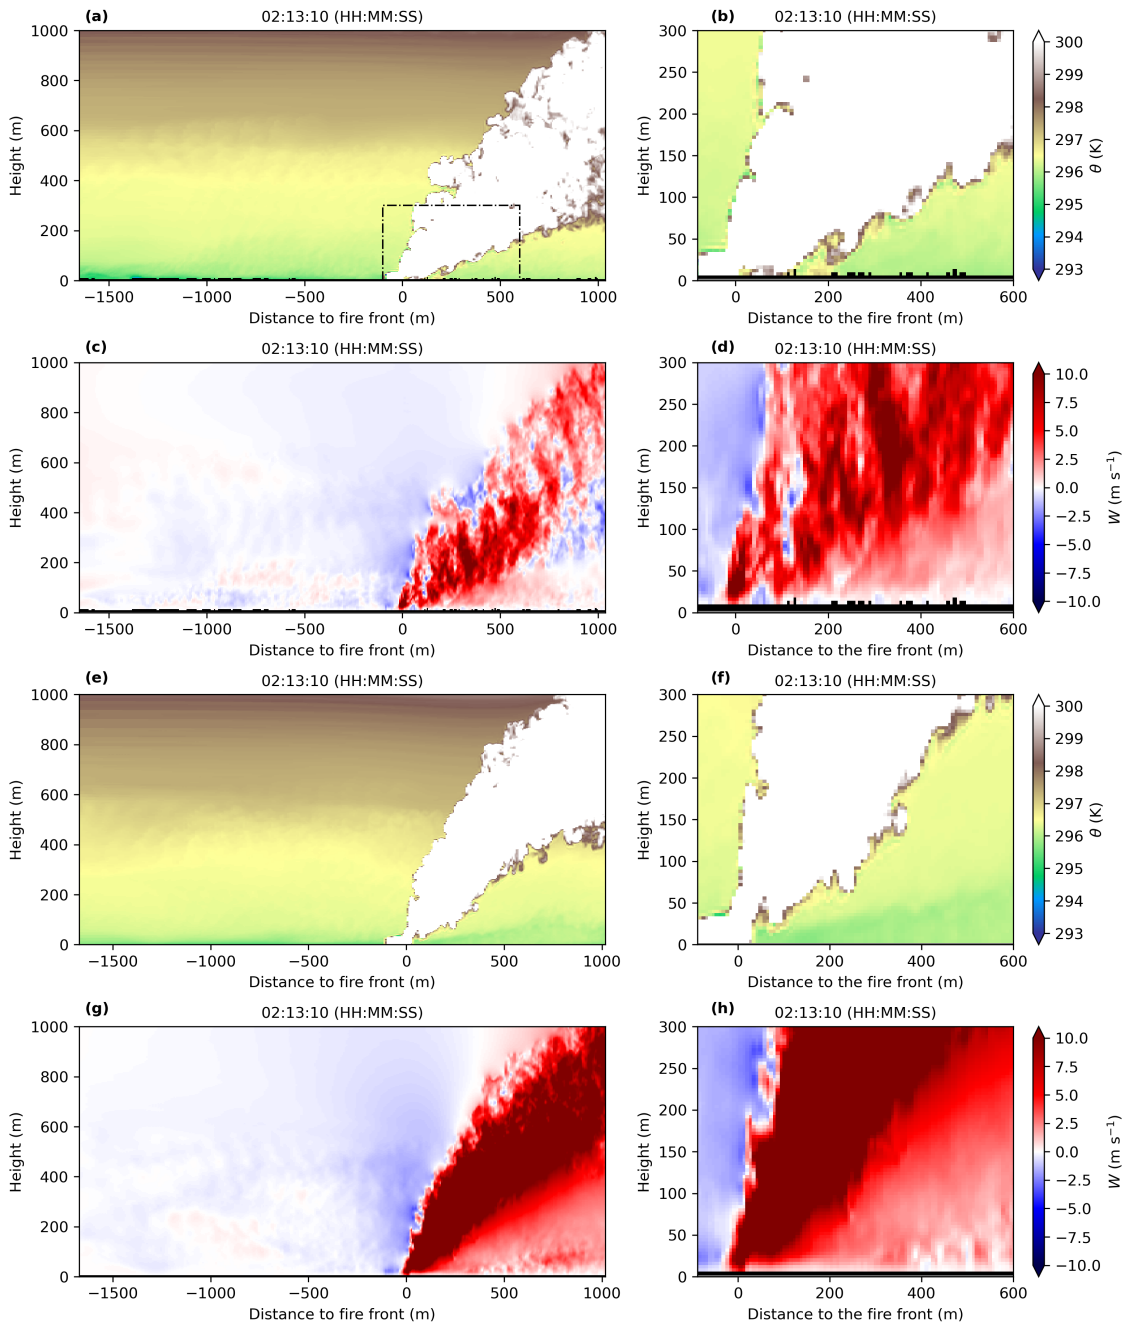 (a) 02:13:10 (HH:MM:SS)
1000
800
600
400
200
0
Height (m)
−1500 −1000 −500 0 500 1000
Distance to fire front (m)
(b) 02:13:10 (HH:MM:SS)
300
250
200
150
100
50
0
Height (m)
0 200 400 600
Distance to the fire front (m)
300
299
298
297
296
295
294
293
θ (K)
(c) 02:13:10 (HH:MM:SS)
1000
800
600
400
200
0
Height (m)
−1500 −1000 −500 0 500 1000
Distance to fire front (m)
(d) 02:13:10 (HH:MM:SS)
300
250
200
150
100
50
0
Height (m)
0 200 400 600
Distance to the fire front (m)
10.0
7.5
5.0
2.5
0.0
−2.5
−5.0
−7.5
−10.0
W (m s⁻¹)
(e) 02:13:10 (HH:MM:SS)
1000
800
600
400
200
0
Height (m)
−1500 −1000 −500 0 500 1000
Distance to fire front (m)
(f) 02:13:10 (HH:MM:SS)
300
250
200
150
100
50
0
Height (m)
0 200 400 600
Distance to the fire front (m)
300
299
298
297
296
295
294
293
θ (K)
(g) 02:13:10 (HH:MM:SS)
1000
800
600
400
200
0
Height (m)
−1500 −1000 −500 0 500 1000
Distance to fire front (m)
(h) 02:13:10 (HH:MM:SS)
300
250
200
150
100
50
0
Height (m)
0 200 400 600
Distance to the fire front (m)
10.0
7.5
5.0
2.5
0.0
−2.5
−5.0
−7.5
−10.0
W (m s⁻¹)